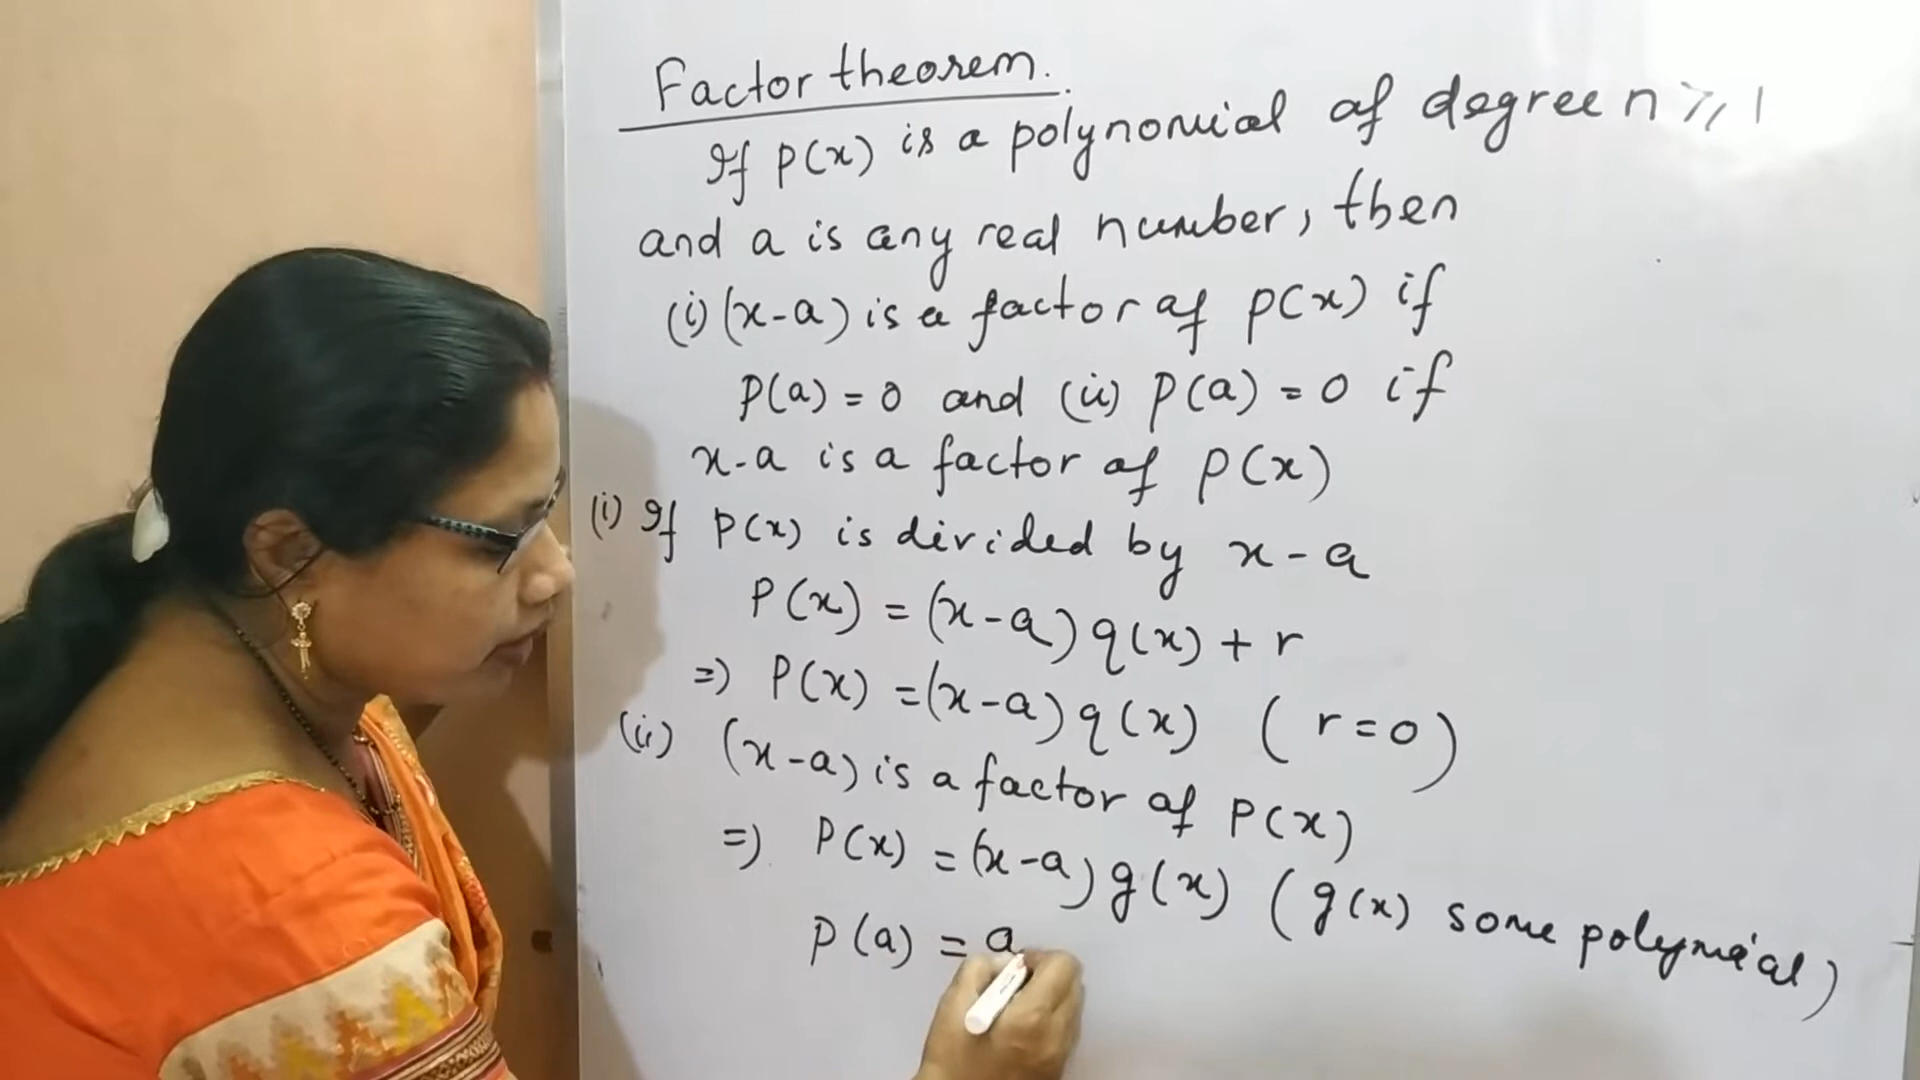 Factor theorem.
If p(x) is a polynomial of degree n ⩾ 1
and a is any real number, then
(i) (x-a) is a factor of p(x) if
p(a) = 0 and (ii) p(a) = 0 if
x-a is a factor of p(x)
(i) If p(x) is divided by x-a
P(x) = (x-a) q(x) + r
=> P(x) = (x-a) q(x) ( r = 0 )
(ii) (x-a) is a factor of P(x)
=> P(x) = (x-a) g(x) ( g(x) some polymial )
p(a) = a